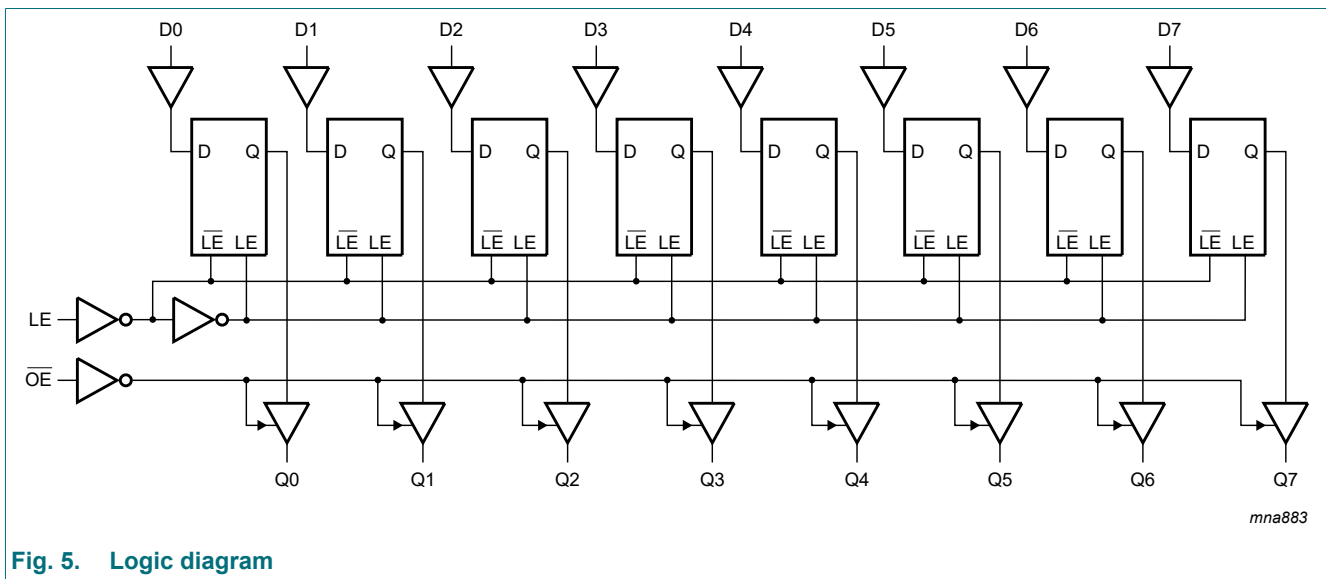 D0 D1 D2 D3 D4 D5 D6 D7
D Q D Q D Q D Q D Q D Q D Q D Q
L̅E̅ LE L̅E̅ LE L̅E̅ LE L̅E̅ LE L̅E̅ LE L̅E̅ LE L̅E̅ LE L̅E̅ LE
LE
O̅E̅
Q0 Q1 Q2 Q3 Q4 Q5 Q6 Q7
mna883
Fig. 5. Logic diagram